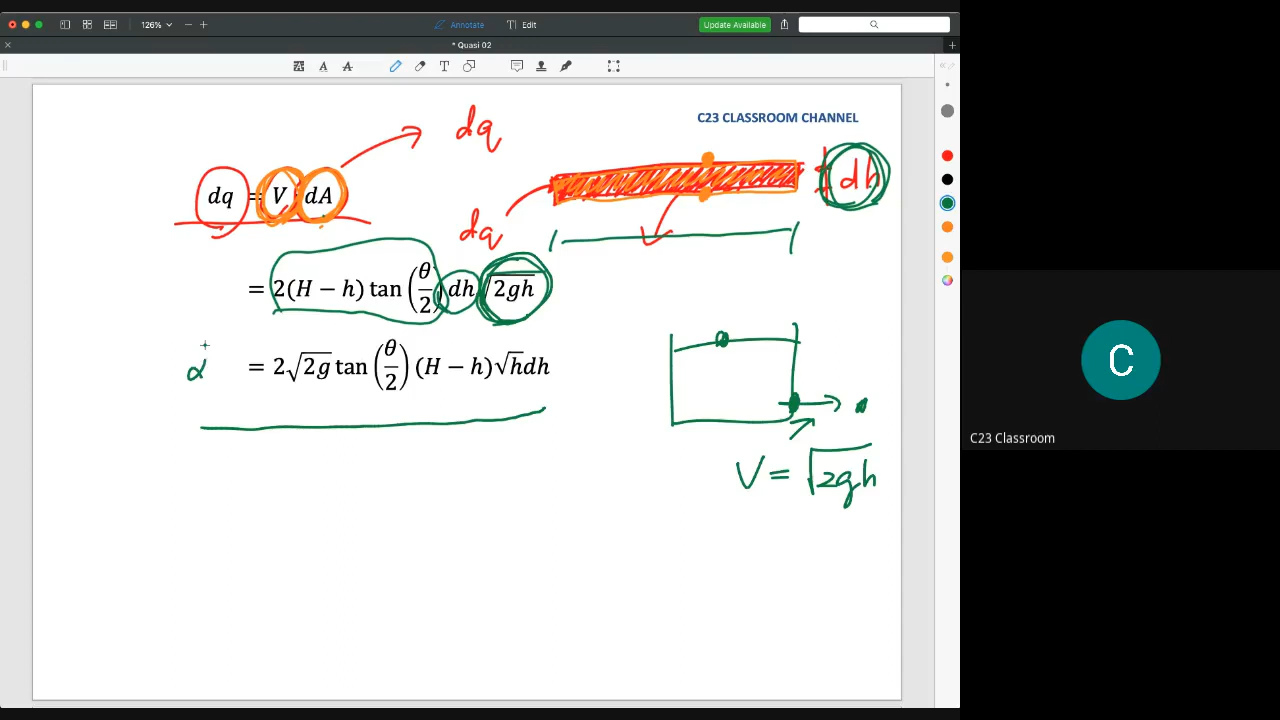 126%
Annotate
Edit
Update Available
* Quasi 02
C23 CLASSROOM CHANNEL
dq
dq = V dA
dh
dq
= 2(H − h) tan (θ/2) dh √2gh
= 2√2g tan (θ/2) (H − h)√h dh
V = √2gh
C
C23 Classroom